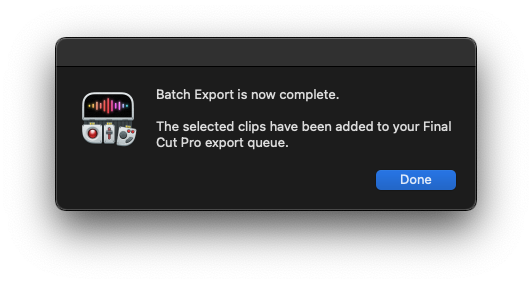 Batch Export is now complete.
The selected clips have been added to your Final
Cut Pro export queue.
Done